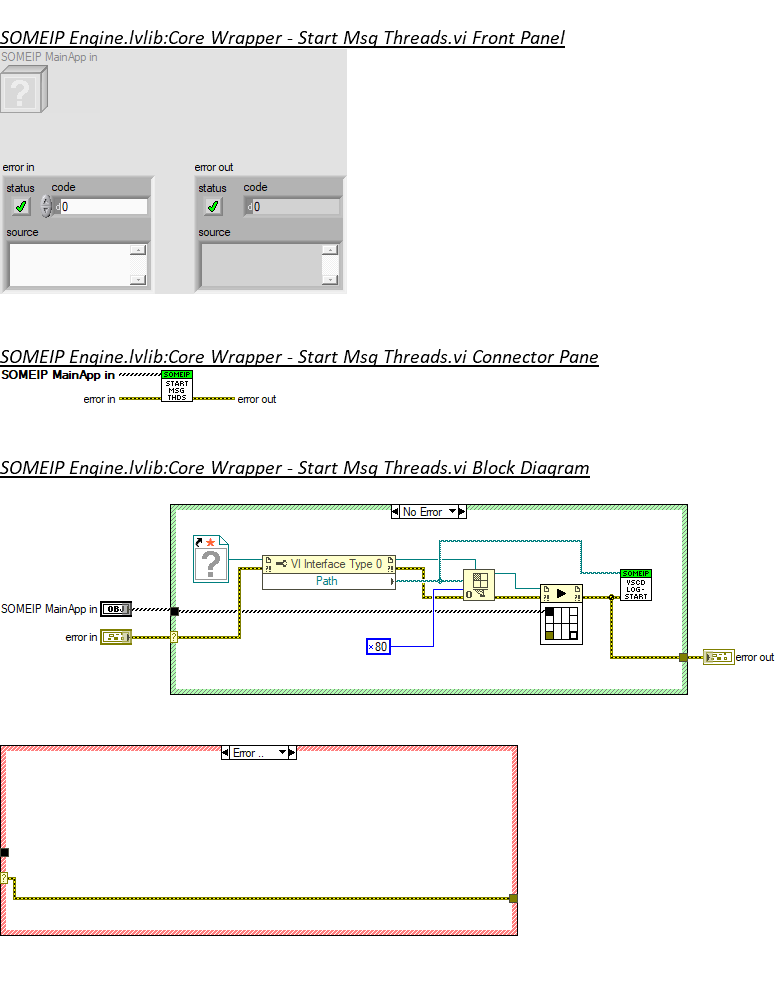 SOMEIP Engine.lvlib:Core Wrapper - Start Msg Threads.vi Front Panel
SOMEIP MainApp in
?
error in
error out
status code
status code
d0
d0
source
source
SOMEIP Engine.lvlib:Core Wrapper - Start Msg Threads.vi Connector Pane
SOMEIP MainApp in
SOMEIP
START
MSG
THDS
error in
error out
SOMEIP Engine.lvlib:Core Wrapper - Start Msg Threads.vi Block Diagram
No Error
?
VI Interface Type 0
Path
?!
?!
0
SOMEIP
VSCD
LOG-
START
?!
?!
SOMEIP MainApp in
OBJ
error in
?
x80
error out
Error ..
?